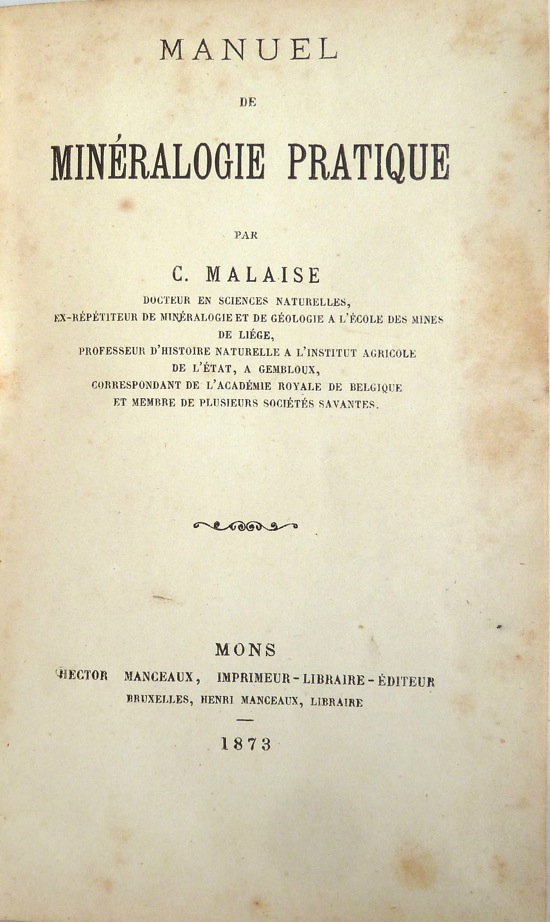 MANUEL
DE
MINÉRALOGIE PRATIQUE
PAR
C. MALAISE
DOCTEUR EN SCIENCES NATURELLES,
EX-RÉPÉTITEUR DE MINÉRALOGIE ET DE GÉOLOGIE A L'ÉCOLE DES MINES
DE LIÉGE,
PROFESSEUR D'HISTOIRE NATURELLE A L'INSTITUT AGRICOLE
DE L'ÉTAT, A GEMBLOUX,
CORRESPONDANT DE L'ACADÉMIE ROYALE DE BELGIQUE
ET MEMBRE DE PLUSIEURS SOCIÉTÉS SAVANTES.
MONS
HECTOR MANCEAUX, IMPRIMEUR-LIBRAIRE-ÉDITEUR
BRUXELLES, HENRI MANCEAUX, LIBRAIRE
1873